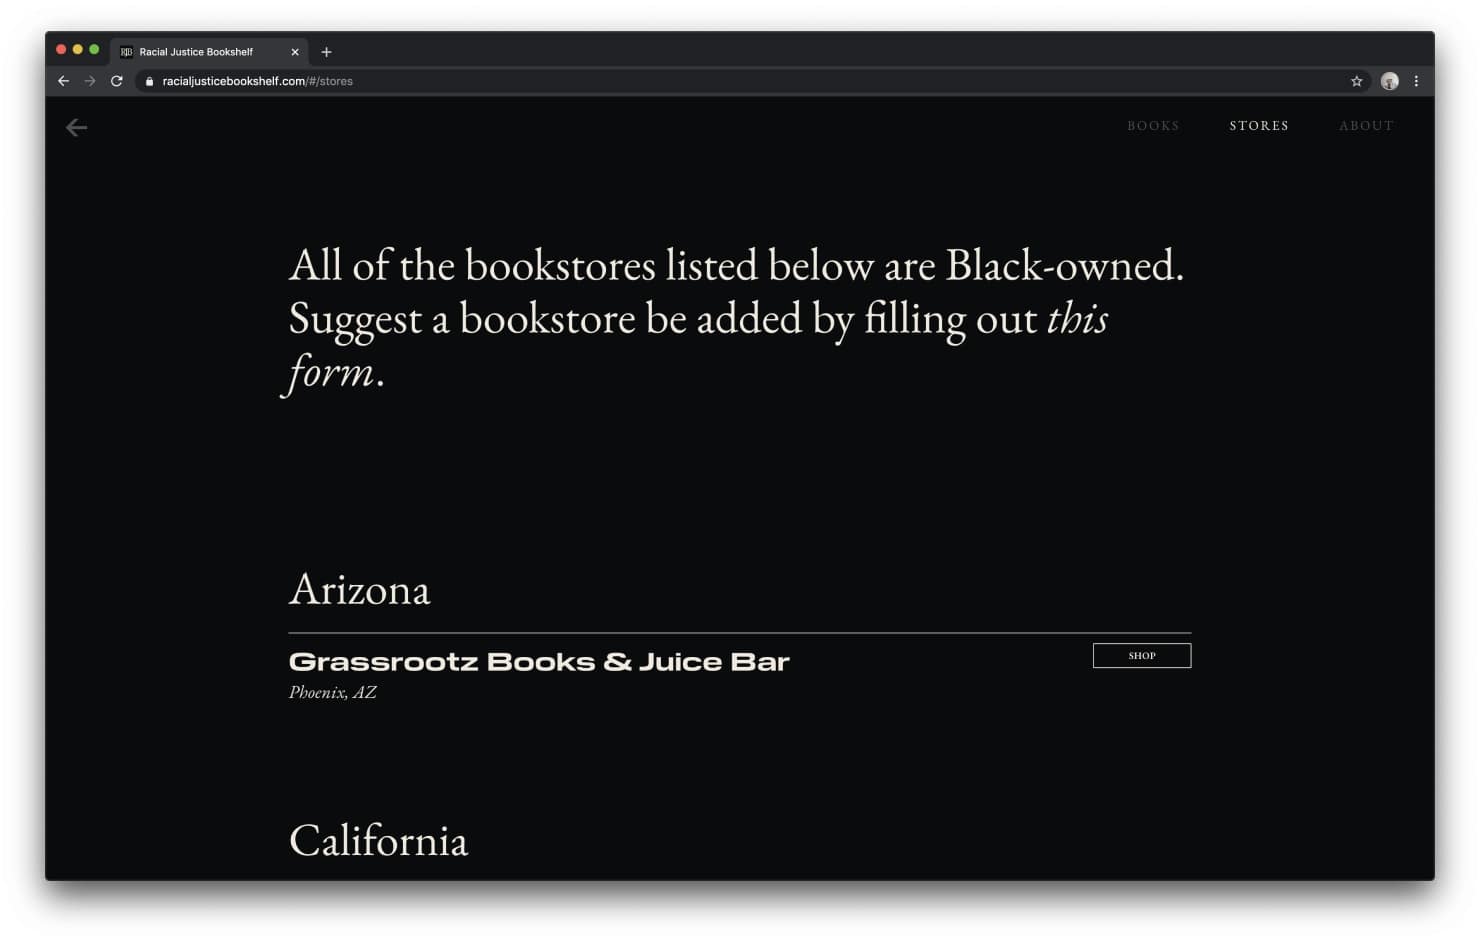 RJB Racial Justice Bookshelf
racialjusticebookshelf.com/#/stores
BOOKS STORES ABOUT
All of the bookstores listed below are Black-owned.
Suggest a bookstore be added by filling out this
form.
Arizona
Grassrootz Books & Juice Bar
SHOP
Phoenix, AZ
California